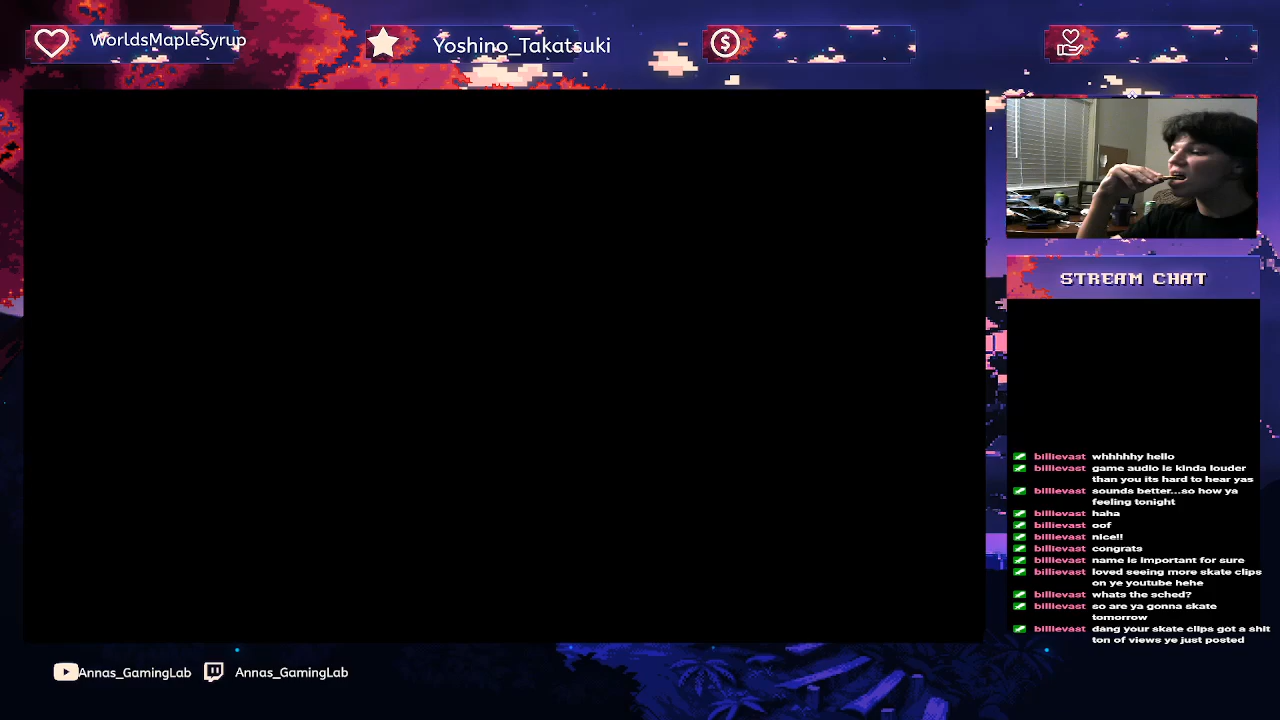 WorldsMapleSyrup
Yoshino_Takatsuki
STREAM CHAT
billievast whhhhhy hello
billievast game audio is kinda louder
than you its hard to hear yas
billievast sounds better...so how ya
feeling tonight
billievast haha
billievast oof
billievast nice!!
billievast congrats
billievast name is important for sure
billievast loved seeing more skate clips
on ye youtube hehe
billievast whats the sched?
billievast so are ya gonna skate
tomorrow
billievast dang your skate clips got a shit
ton of views ye just posted
Annas_GamingLab
Annas_GamingLab